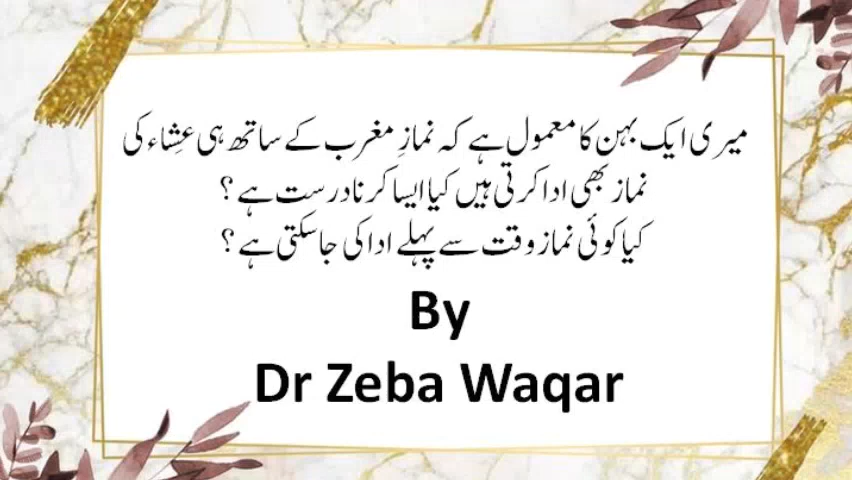 میری ایک بہن کا معمول ہے کہ نمازِ مغرب کے ساتھ ہی عِشاء کی
نماز بھی ادا کرتی ہیں کیا ایسا کرنا درست ہے ؟
کیا کوئی نماز وقت سے پہلے ادا کی جا سکتی ہے ؟
By
Dr Zeba Waqar